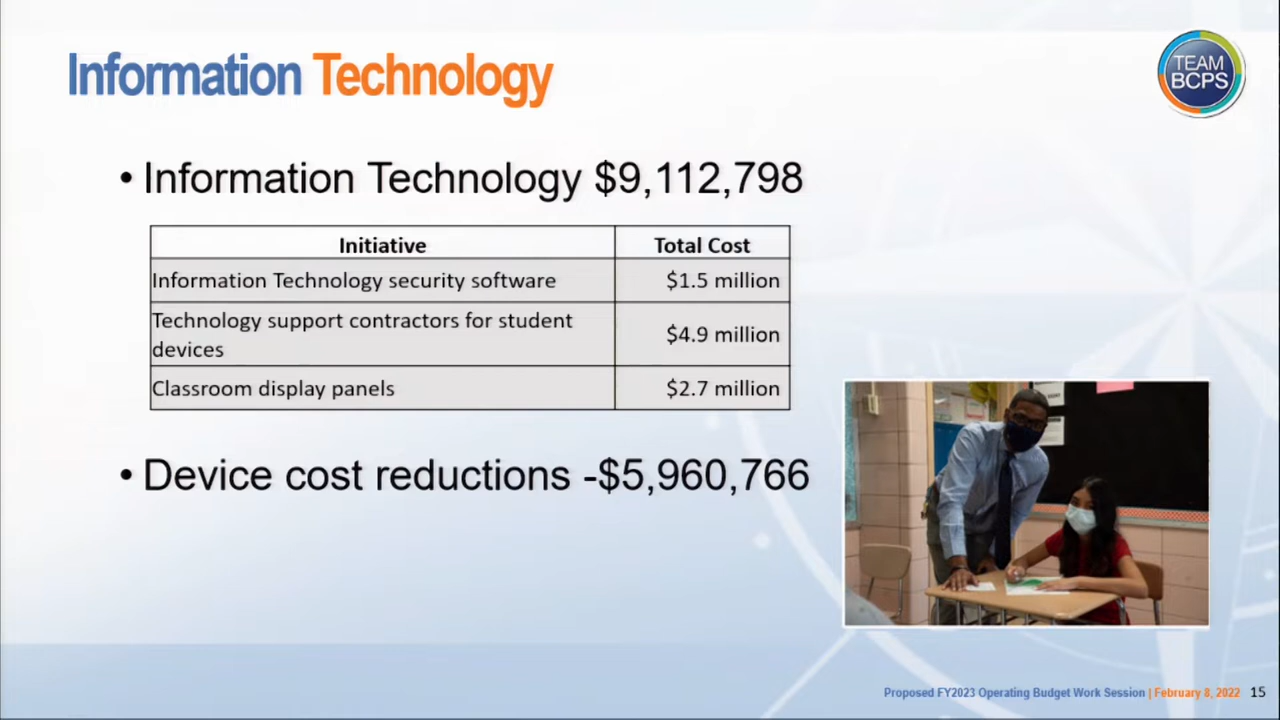 Information Technology
TEAM
BCPS
• Information Technology $9,112,798
Initiative Total Cost
Information Technology security software $1.5 million
Technology support contractors for student
devices
$4.9 million
Classroom display panels $2.7 million
• Device cost reductions -$5,960,766
Proposed FY2023 Operating Budget Work Session | February 8, 2022 15